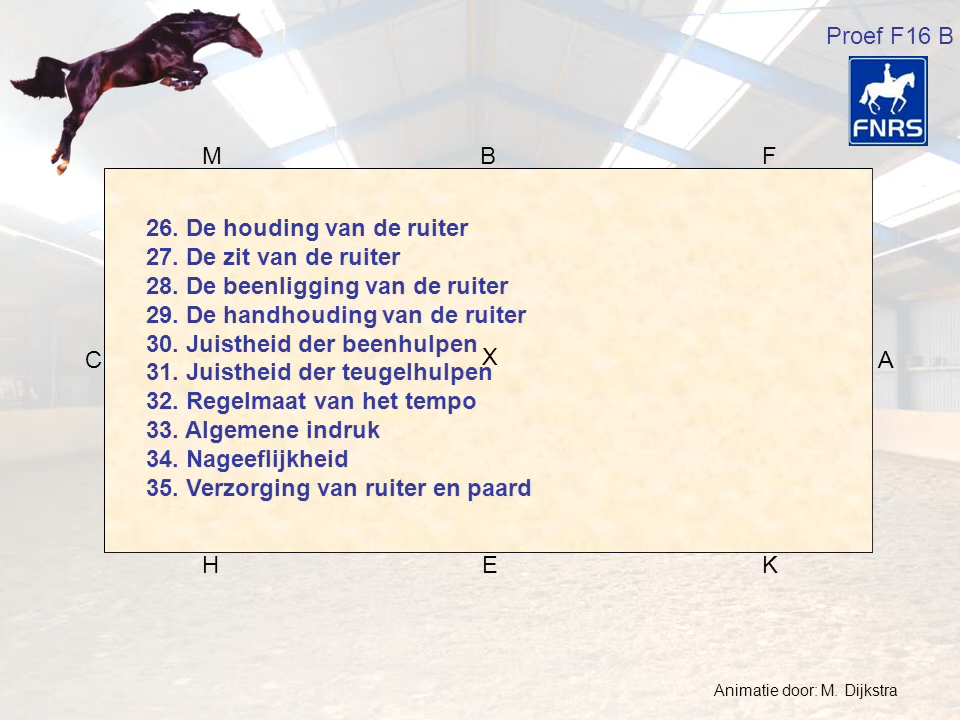 Proef F16 B
FNRS
M B F
26. De houding van de ruiter
27. De zit van de ruiter
28. De beenligging van de ruiter
29. De handhouding van de ruiter
30. Juistheid der beenhulpen
C X A
31. Juistheid der teugelhulpen
32. Regelmaat van het tempo
33. Algemene indruk
34. Nageeflijkheid
35. Verzorging van ruiter en paard
H E K
Animatie door: M. Dijkstra